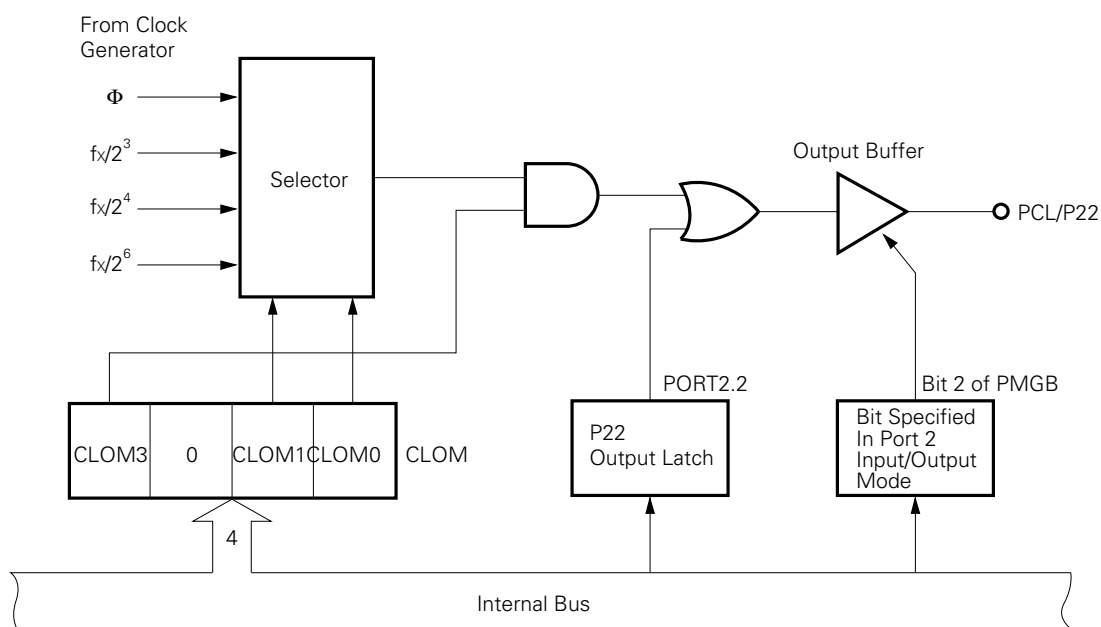 From Clock
Generator
Φ
fx/2³
fx/2⁴
fx/2⁶
Selector
Output Buffer
PCL/P22
PORT2.2
Bit 2 of PMGB
CLOM3 0 CLOM1 CLOM0 CLOM
P22
Output Latch
Bit Specified
In Port 2
Input/Output
Mode
4
Internal Bus